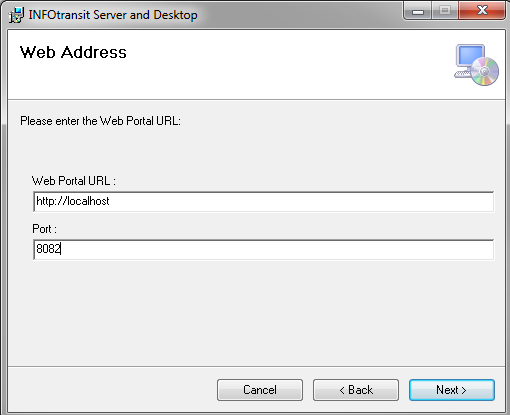 INFOtransit Server and Desktop
Web Address
Please enter the Web Portal URL:
Web Portal URL :
http://localhost
Port :
8082
Cancel
< Back
Next >